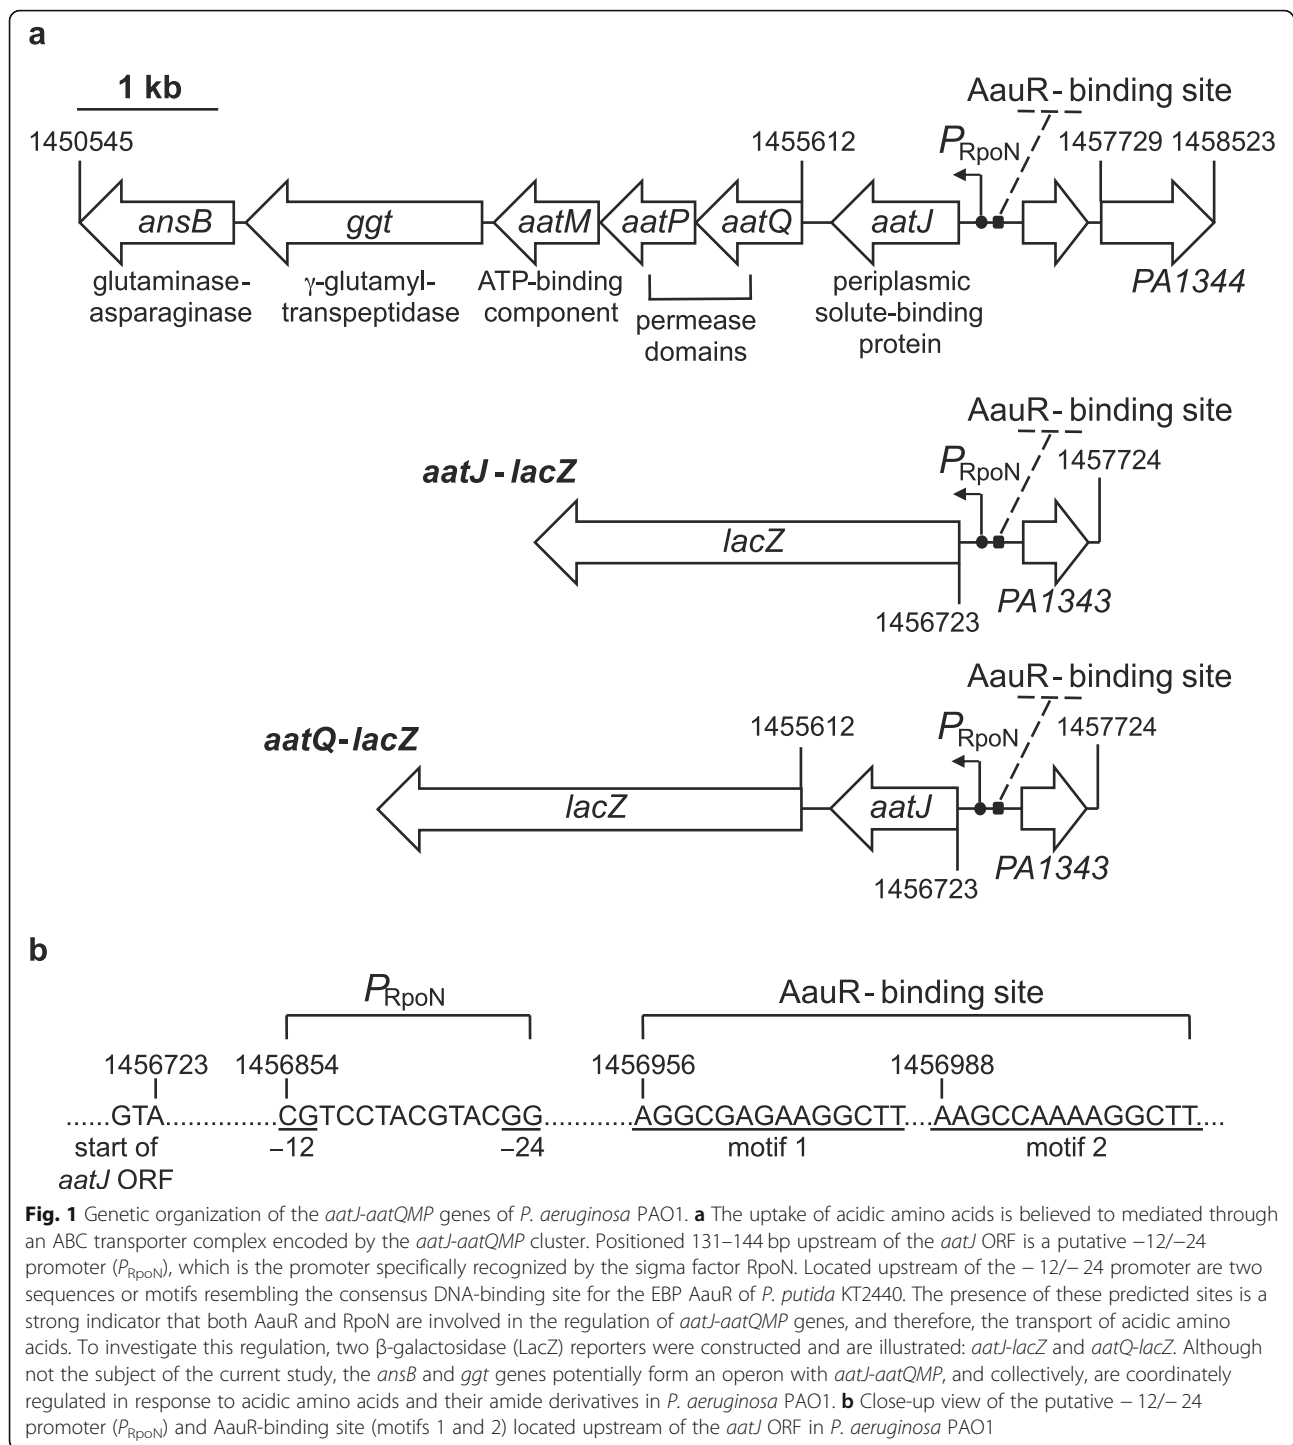 a
1 kb
AauR - binding site
1450545
1455612
PRpoN
1457729 1458523
ansB
ggt
aatM
aatP
aatQ
aatJ
glutaminase-
asparaginase
γ-glutamyl-
transpeptidase
ATP-binding
component
permease
domains
periplasmic
solute-binding
protein
PA1344
AauR - binding site
aatJ - lacZ
PRpoN
1457724
lacZ
1456723
PA1343
AauR - binding site
aatQ-lacZ
1455612
PRpoN
1457724
lacZ
aatJ
1456723
PA1343
b
PRpoN
AauR - binding site
1456723 1456854 1456956 1456988
......GTA..............CGTCCTACGTACGG...........AGGCGAGAAGGCTT....AAGCCAAAAGGCTT....
start of
aatJ ORF
−12
−24
motif 1
motif 2
Fig. 1 Genetic organization of the aatJ-aatQMP genes of P. aeruginosa PAO1. a The uptake of acidic amino acids is believed to mediated through
an ABC transporter complex encoded by the aatJ-aatQMP cluster. Positioned 131–144 bp upstream of the aatJ ORF is a putative −12/−24
promoter (PRpoN), which is the promoter specifically recognized by the sigma factor RpoN. Located upstream of the − 12/− 24 promoter are two
sequences or motifs resembling the consensus DNA-binding site for the EBP AauR of P. putida KT2440. The presence of these predicted sites is a
strong indicator that both AauR and RpoN are involved in the regulation of aatJ-aatQMP genes, and therefore, the transport of acidic amino
acids. To investigate this regulation, two β-galactosidase (LacZ) reporters were constructed and are illustrated: aatJ-lacZ and aatQ-lacZ. Although
not the subject of the current study, the ansB and ggt genes potentially form an operon with aatJ-aatQMP, and collectively, are coordinately
regulated in response to acidic amino acids and their amide derivatives in P. aeruginosa PAO1. b Close-up view of the putative − 12/− 24
promoter (PRpoN) and AauR-binding site (motifs 1 and 2) located upstream of the aatJ ORF in P. aeruginosa PAO1